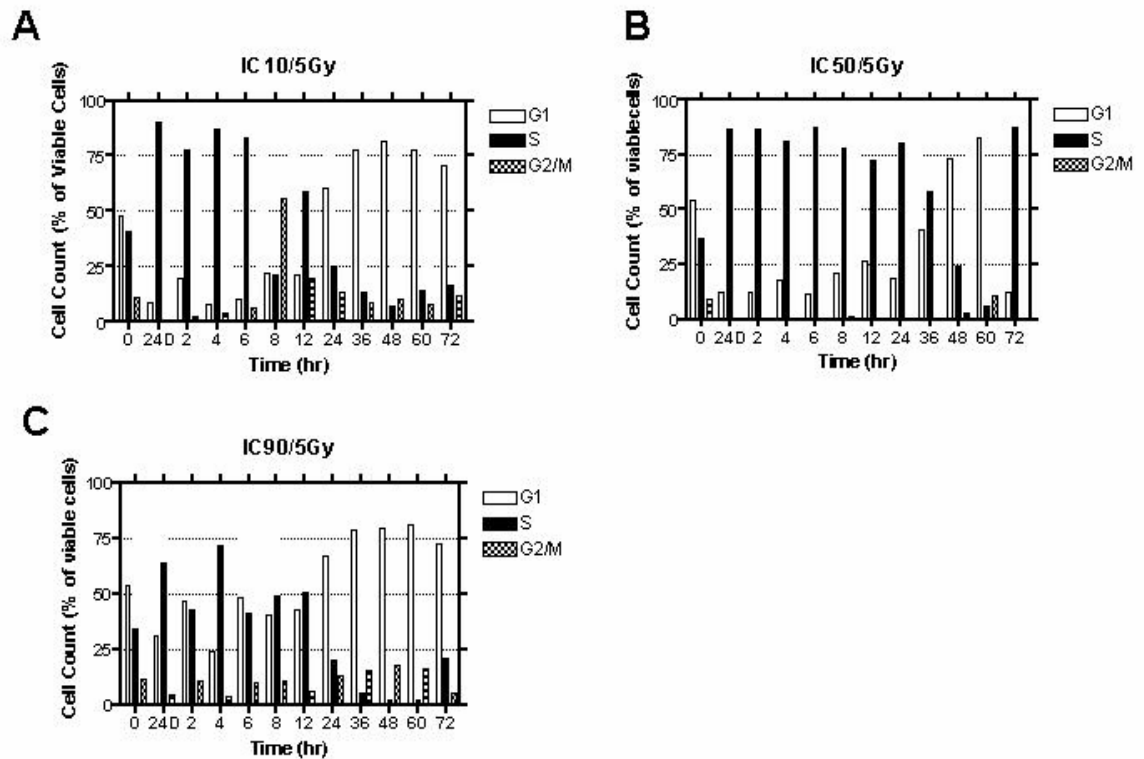 A
IC10/5Gy
Cell Count (% of Viable Cells)
100
75
50
25
0
0 24D 2 4 6 8 12 24 36 48 60 72
Time (hr)
G1
S
G2/M
B
IC50/5Gy
Cell Count (% of viablecells)
100
75
50
25
0
0 24D 2 4 6 8 12 24 36 48 60 72
Time (hr)
G1
S
G2/M
C
IC90/5Gy
Cell Count (% of viable cells)
100
75
50
25
0
0 24D 2 4 6 8 12 24 36 48 60 72
Time (hr)
G1
S
G2/M